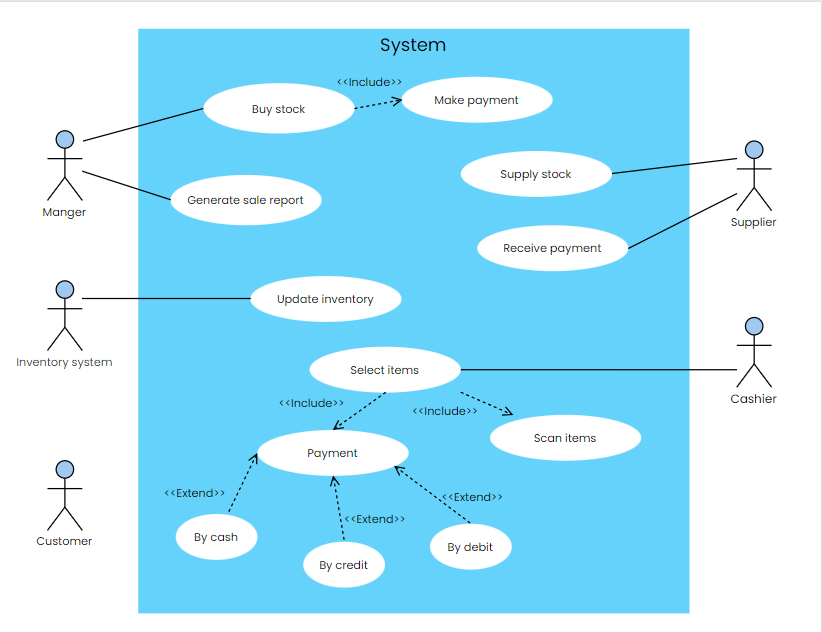 System
<<Include>>
Buy stock
Make payment
Manger
Generate sale report
Supply stock
Supplier
Receive payment
Update inventory
Inventory system
Select items
Cashier
<<Include>>
<<Include>>
Scan items
Payment
<<Extend>>
<<Extend>>
<<Extend>>
Customer
By cash
By debit
By credit